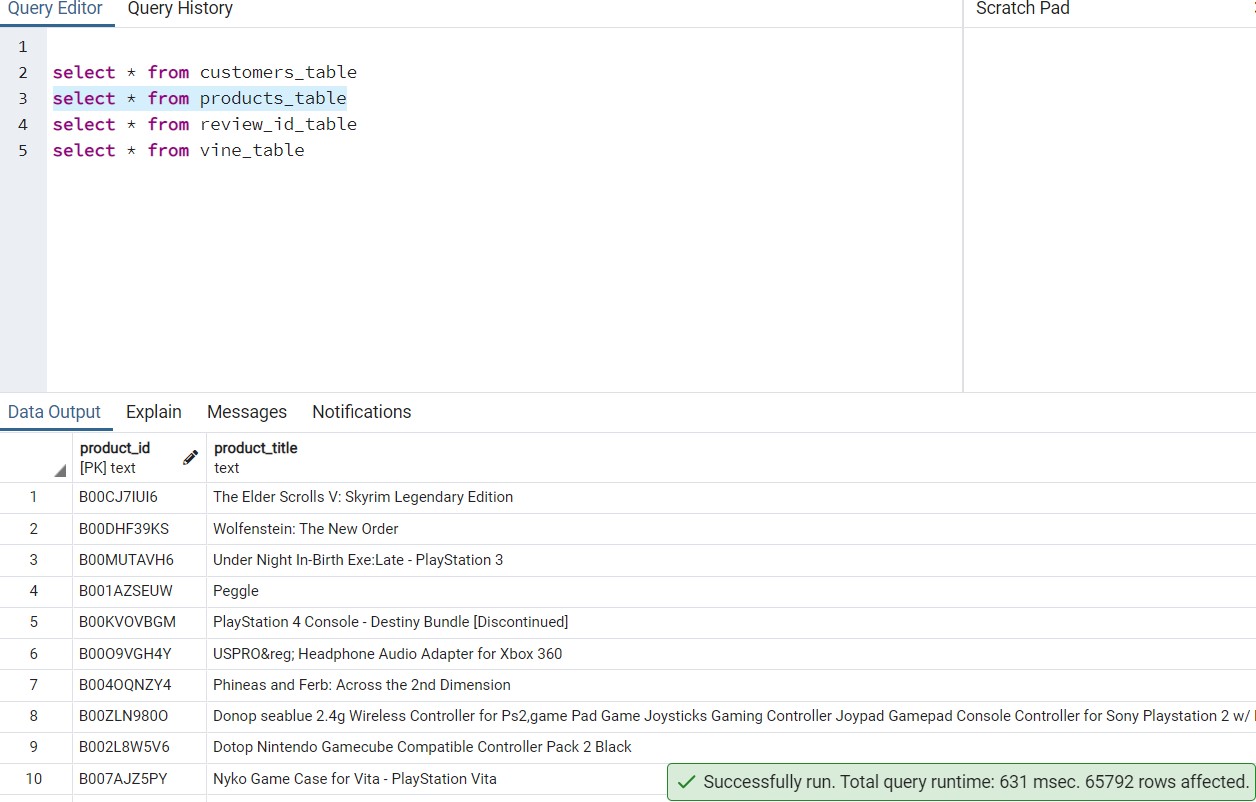 Query Editor Query History Scratch Pad
1
2 select * from customers_table
3 select * from products_table
4 select * from review_id_table
5 select * from vine_table
Data Output Explain Messages Notifications
product_id product_title
[PK] text text
1 B00CJ7IUI6 The Elder Scrolls V: Skyrim Legendary Edition
2 B00DHF39KS Wolfenstein: The New Order
3 B00MUTAVH6 Under Night In-Birth Exe:Late - PlayStation 3
4 B001AZSEUW Peggle
5 B00KVOVBGM PlayStation 4 Console - Destiny Bundle [Discontinued]
6 B00O9VGH4Y USPRO&reg; Headphone Audio Adapter for Xbox 360
7 B004OQNZY4 Phineas and Ferb: Across the 2nd Dimension
8 B00ZLN980O Donop seablue 2.4g Wireless Controller for Ps2,game Pad Game Joysticks Gaming Controller Joypad Gamepad Console Controller for Sony Playstation 2 w/
9 B002L8W5V6 Dotop Nintendo Gamecube Compatible Controller Pack 2 Black
10 B007AJZ5PY Nyko Game Case for Vita - PlayStation Vita
Successfully run. Total query runtime: 631 msec. 65792 rows affected.